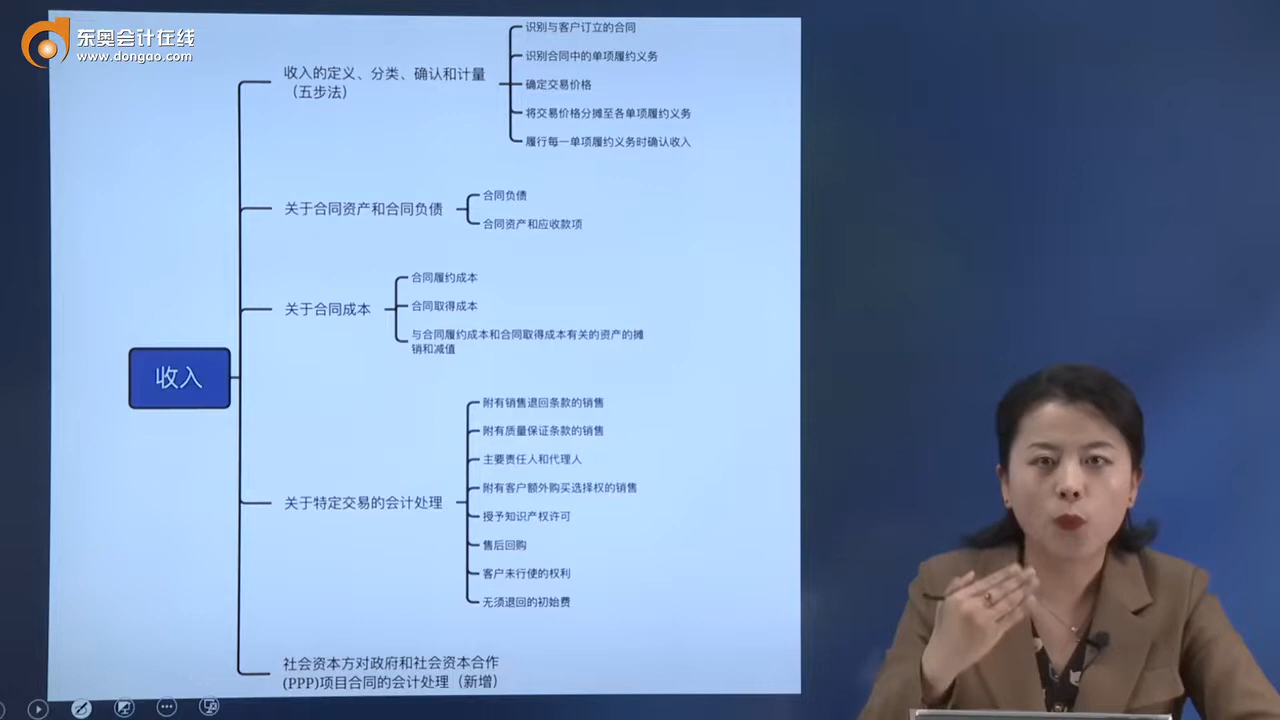 东奥会计在线
www.dongao.com
收入
收入的定义、分类、确认和计量
（五步法）
识别与客户订立的合同
识别合同中的单项履约义务
确定交易价格
将交易价格分摊至各单项履约义务
履行每一单项履约义务时确认收入
关于合同资产和合同负债
合同负债
合同资产和应收款项
关于合同成本
合同履约成本
合同取得成本
与合同履约成本和合同取得成本有关的资产的摊
销和减值
关于特定交易的会计处理
附有销售退回条款的销售
附有质量保证条款的销售
主要责任人和代理人
附有客户额外购买选择权的销售
授予知识产权许可
售后回购
客户未行使的权利
无须退回的初始费
社会资本方对政府和社会资本合作
(PPP)项目合同的会计处理（新增）